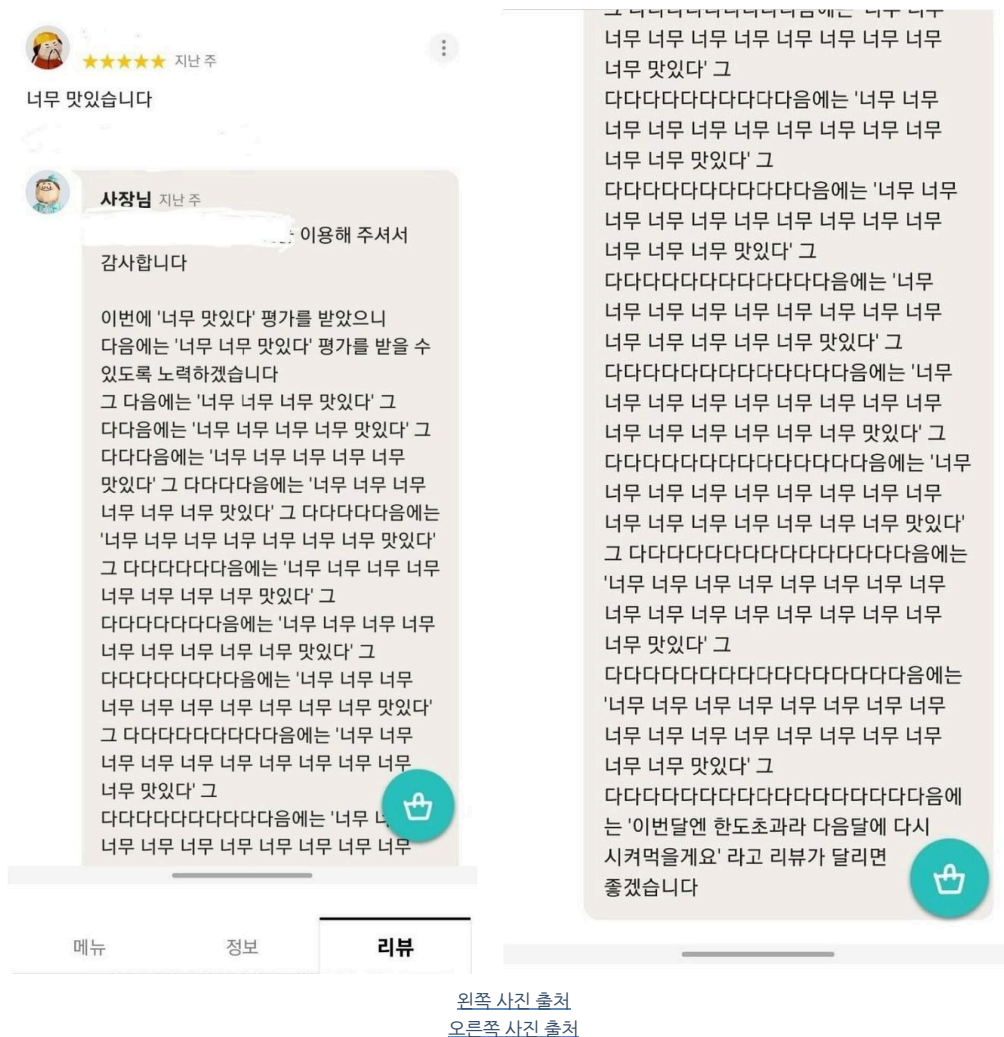 지난 주
너무 맛있습니다
사장님 지난 주
이용해 주셔서
감사합니다
이번에 '너무 맛있다' 평가를 받았으니
다음에는 '너무 너무 맛있다' 평가를 받을 수
있도록 노력하겠습니다
그 다음에는 '너무 너무 너무 맛있다' 그
다다음에는 '너무 너무 너무 너무 맛있다' 그
다다다음에는 '너무 너무 너무 너무 너무
맛있다' 그 다다다다음에는 '너무 너무 너무
너무 너무 너무 맛있다' 그 다다다다다음에는
'너무 너무 너무 너무 너무 너무 너무 맛있다'
그 다다다다다다음에는 '너무 너무 너무 너무
너무 너무 너무 너무 맛있다' 그
다다다다다다다음에는 '너무 너무 너무 너무
너무 너무 너무 너무 너무 맛있다' 그
다다다다다다다다음에는 '너무 너무 너무
너무 너무 너무 너무 너무 너무 너무 맛있다'
그 다다다다다다다다다음에는 '너무 너무
너무 너무 너무 너무 너무 너무 너무 너무
너무 맛있다' 그
다다다다다다다다다다음에는 '너무
너무 너무 너무 너무 너무 너무 너무 너무
메뉴 정보 리뷰
너무 너무 너무 너무 너무 너무 너무 너무
너무 맛있다' 그
다다다다다다다다다다음에는 '너무 너무
너무 너무 너무 너무 너무 너무 너무 너무
너무 너무 맛있다' 그
다다다다다다다다다다다음에는 '너무 너무
너무 너무 너무 너무 너무 너무 너무 너무
너무 너무 너무 맛있다' 그
다다다다다다다다다다다다음에는 '너무
너무 너무 너무 너무 너무 너무 너무 너무
너무 너무 너무 너무 너무 맛있다' 그
다다다다다다다다다다다다다음에는 '너무
너무 너무 너무 너무 너무 너무 너무 너무
너무 너무 너무 너무 너무 너무 맛있다' 그
다다다다다다다다다다다다다다음에는 '너무
너무 너무 너무 너무 너무 너무 너무 너무
너무 너무 너무 너무 너무 너무 너무 맛있다'
그 다다다다다다다다다다다다다다다음에는
'너무 너무 너무 너무 너무 너무 너무 너무
너무 너무 너무 너무 너무 너무 너무 너무
너무 맛있다' 그
다다다다다다다다다다다다다다다다음에는
'너무 너무 너무 너무 너무 너무 너무 너무
너무 너무 너무 너무 너무 너무 너무 너무
너무 너무 맛있다' 그
다다다다다다다다다다다다다다다다다음에
는 '이번달엔 한도초과라 다음달에 다시
시켜먹을게요' 라고 리뷰가 달리면
좋겠습니다
왼쪽 사진 출처
오른쪽 사진 출처